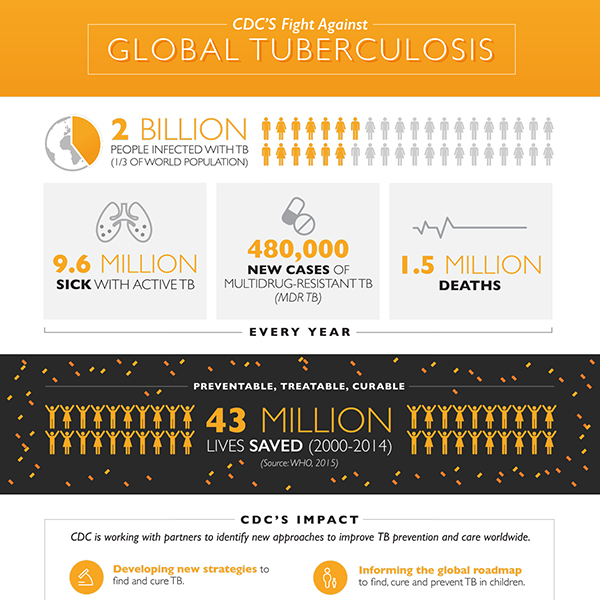 CDC'S Fight Against
GLOBAL TUBERCULOSIS
2 BILLION
PEOPLE INFECTED WITH TB
(1/3 OF WORLD POPULATION)
9.6 MILLION
SICK WITH ACTIVE TB
480,000
NEW CASES OF
MULTIDRUG-RESISTANT TB
(MDR TB)
1.5 MILLION
DEATHS
EVERY YEAR
PREVENTABLE, TREATABLE, CURABLE
43 MILLION
LIVES SAVED (2000-2014)
(Source: WHO, 2015)
CDC'S IMPACT
CDC is working with partners to identify new approaches to improve TB prevention and care worldwide.
Developing new strategies to
find and cure TB.
Informing the global roadmap
to find, cure and prevent TB in children.